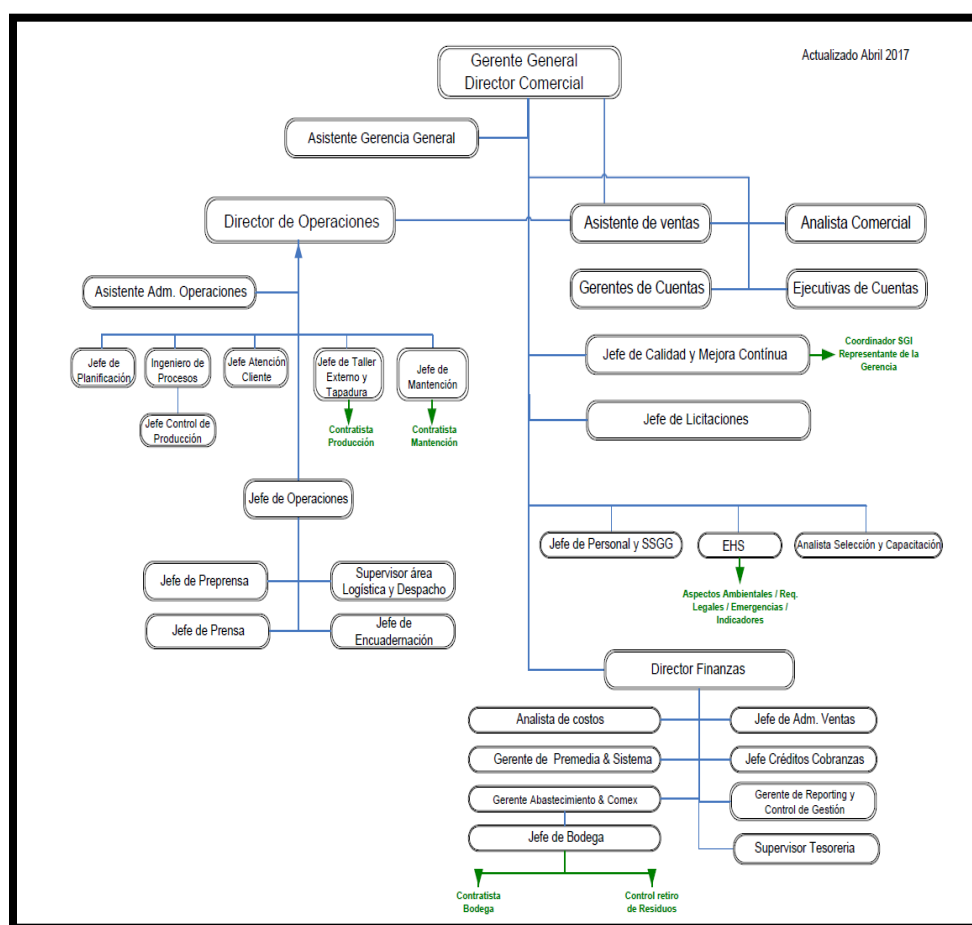 Gerente General
Director Comercial
Actualizado Abril 2017
Asistente Gerencia General
Director de Operaciones
Asistente de ventas
Analista Comercial
Asistente Adm. Operaciones
Gerentes de Cuentas
Ejecutivas de Cuentas
Jefe de
Planificación
Ingeniero de
Procesos
Jefe Atención
Cliente
Jefe de Taller
Externo y
Tapadura
Jefe de
Mantención
Jefe de Calidad y Mejora Contínua
Coordinador SGI
Representante de la
Gerencia
Jefe Control de
Producción
Contratista
Producción
Contratista
Mantención
Jefe de Licitaciones
Jefe de Operaciones
Jefe de Personal y SSGG
EHS
Analista Selección y Capacitación
Jefe de Preprensa
Supervisor área
Logística y Despacho
Aspectos Ambientales / Req.
Legales / Emergencias /
Indicadores
Jefe de Prensa
Jefe de
Encuadernación
Director Finanzas
Analista de costos
Jefe de Adm. Ventas
Gerente de Premedia & Sistema
Jefe Créditos Cobranzas
Gerente Abastecimiento & Comex
Gerente de Reporting y
Control de Gestión
Jefe de Bodega
Supervisor Tesoreria
Contratista
Bodega
Control retiro
de Residuos